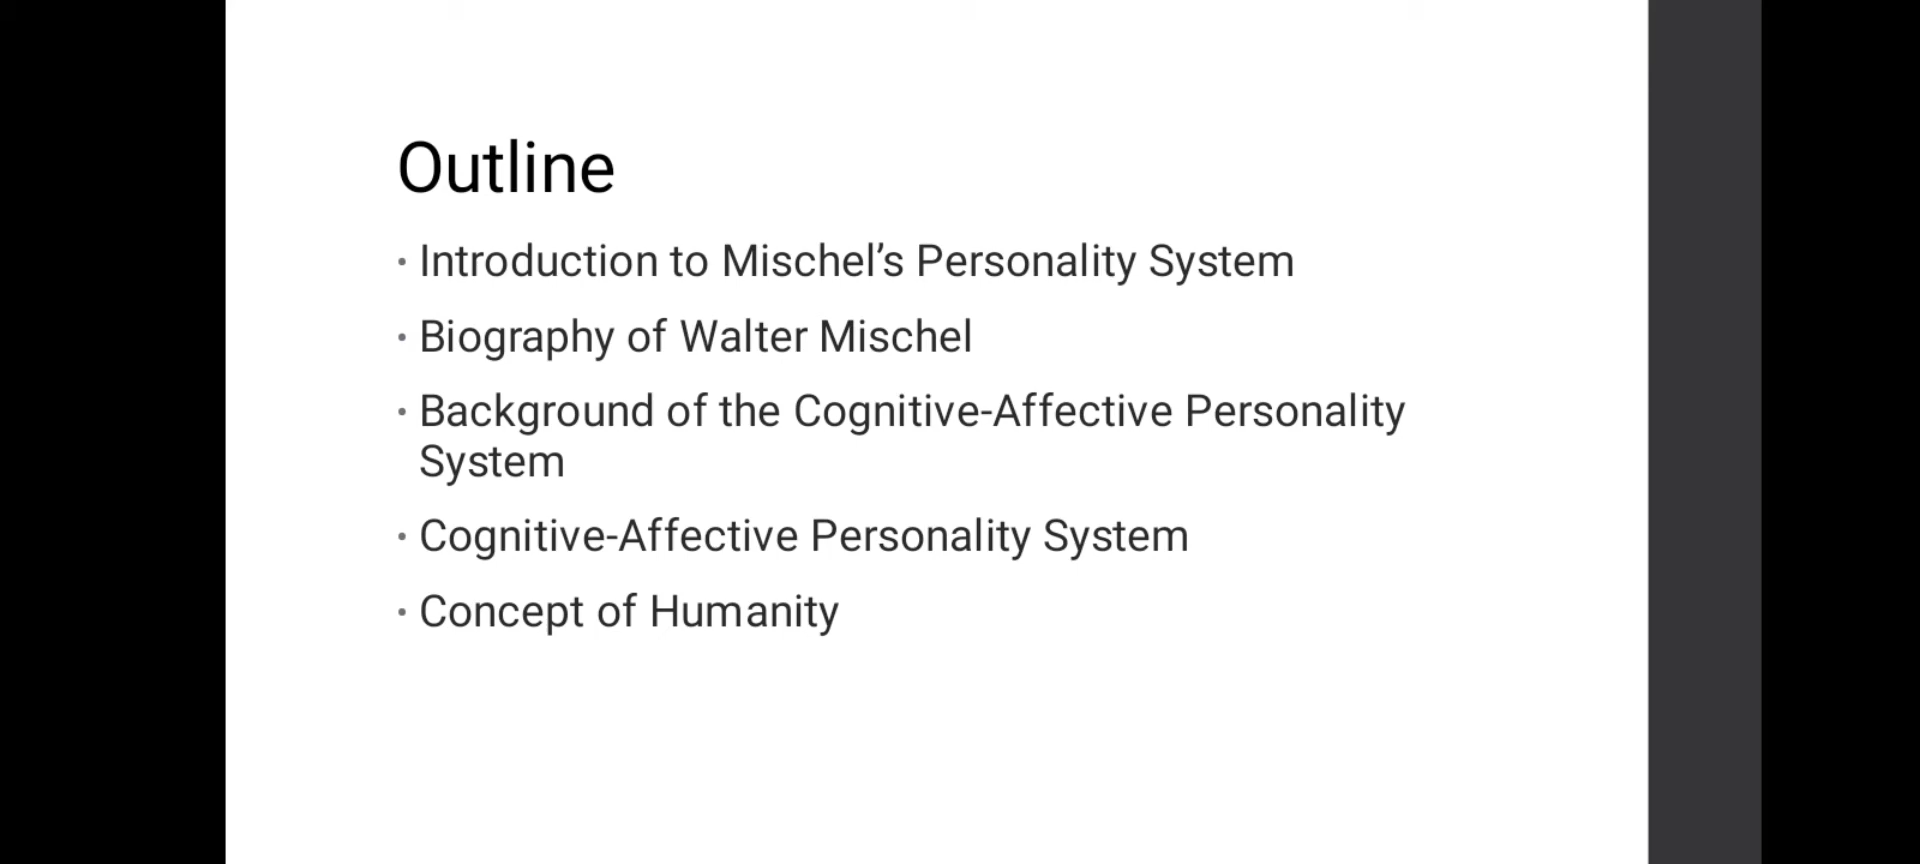 Outline
• Introduction to Mischel’s Personality System
• Biography of Walter Mischel
• Background of the Cognitive-Affective Personality
System
• Cognitive-Affective Personality System
• Concept of Humanity